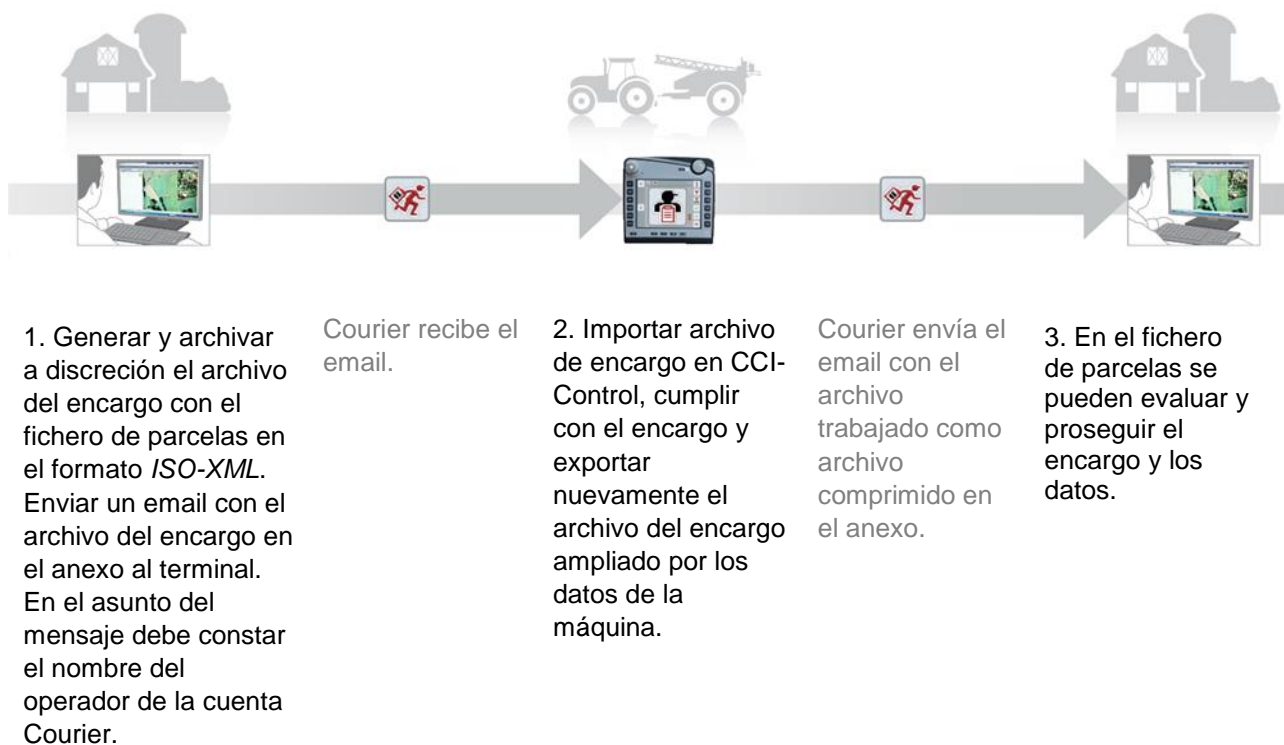 1. Generar y archivar
a discreción el archivo
del encargo con el
fichero de parcelas en
el formato ISO-XML.
Enviar un email con el
archivo del encargo en
el anexo al terminal.
En el asunto del
mensaje debe constar
el nombre del
operador de la cuenta
Courier.
Courier recibe el
email.
2. Importar archivo
de encargo en CCI-
Control, cumplir
con el encargo y
exportar
nuevamente el
archivo del encargo
ampliado por los
datos de la
máquina.
Courier envía el
email con el
archivo
trabajado como
archivo
comprimido en
el anexo.
3. En el fichero
de parcelas se
pueden evaluar y
proseguir el
encargo y los
datos.